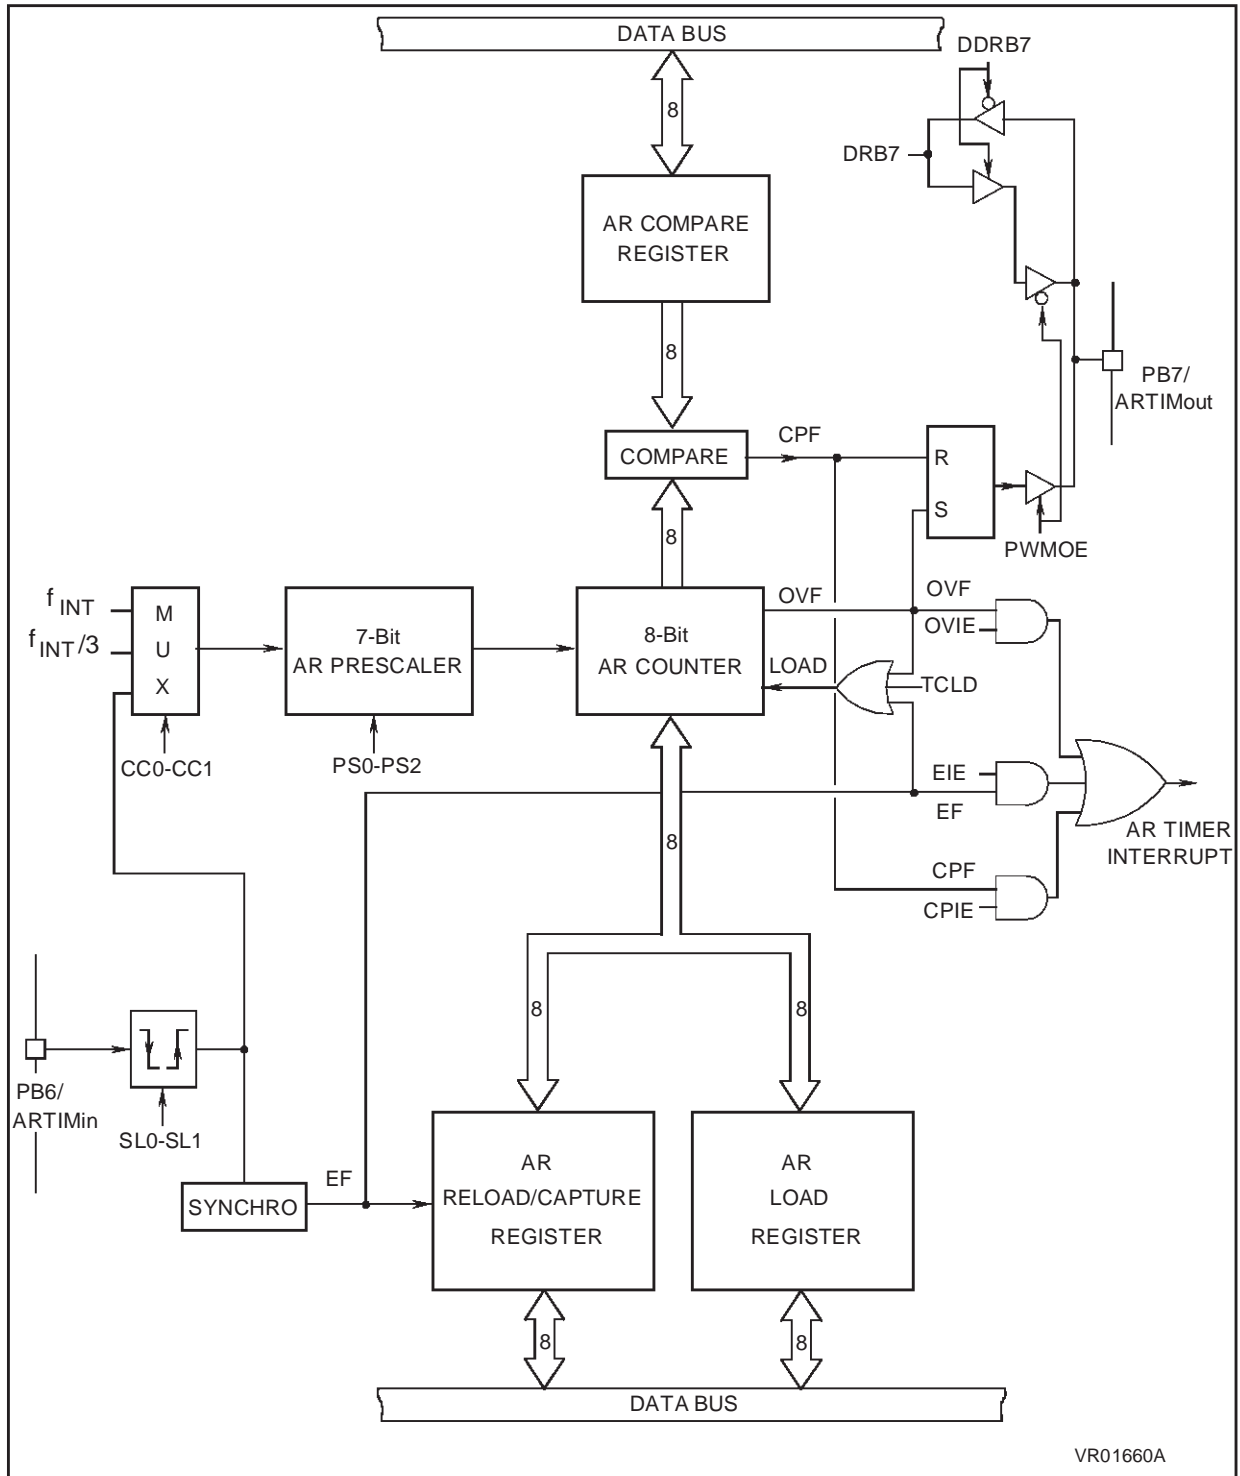 DATA BUS
DDRB7
8
DRB7
AR COMPARE
REGISTER
8
PB7/
ARTIMout
CPF
COMPARE
R
S
8
PWMOE
fINT
M
OVF
OVF
7-Bit
8-Bit
OVIE
fINT/3
U
AR PRESCALER
AR COUNTER
LOAD
X
TCLD
CC0-CC1
PS0-PS2
EIE
EF
AR TIMER
INTERRUPT
8
CPF
CPIE
8
8
PB6/
ARTIMin
SL0-SL1
AR
AR
EF
RELOAD/CAPTURE
LOAD
SYNCHRO
REGISTER
REGISTER
8
8
DATA BUS
VR01660A